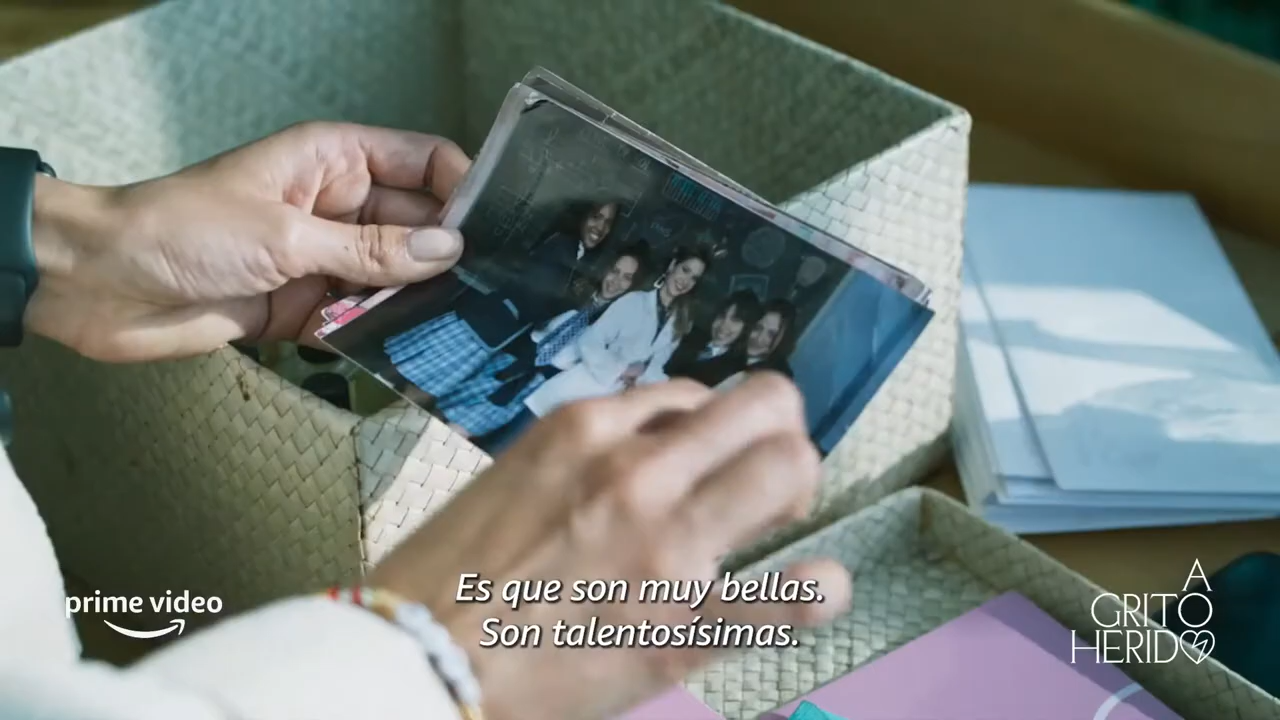 Es que son muy bellas.
Son talentosísimas.
prime video
A
GRITO
HERIDO